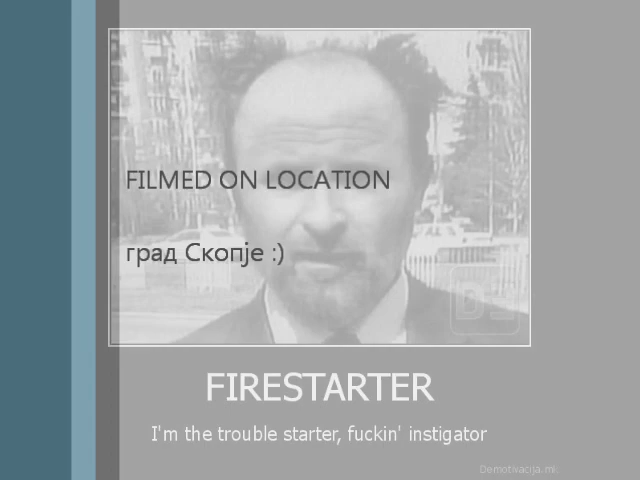 FILMED ON LOCATION
град Скопје :)
FIRESTARTER
I'm the trouble starter, fuckin' instigator
Demotivacija.mk